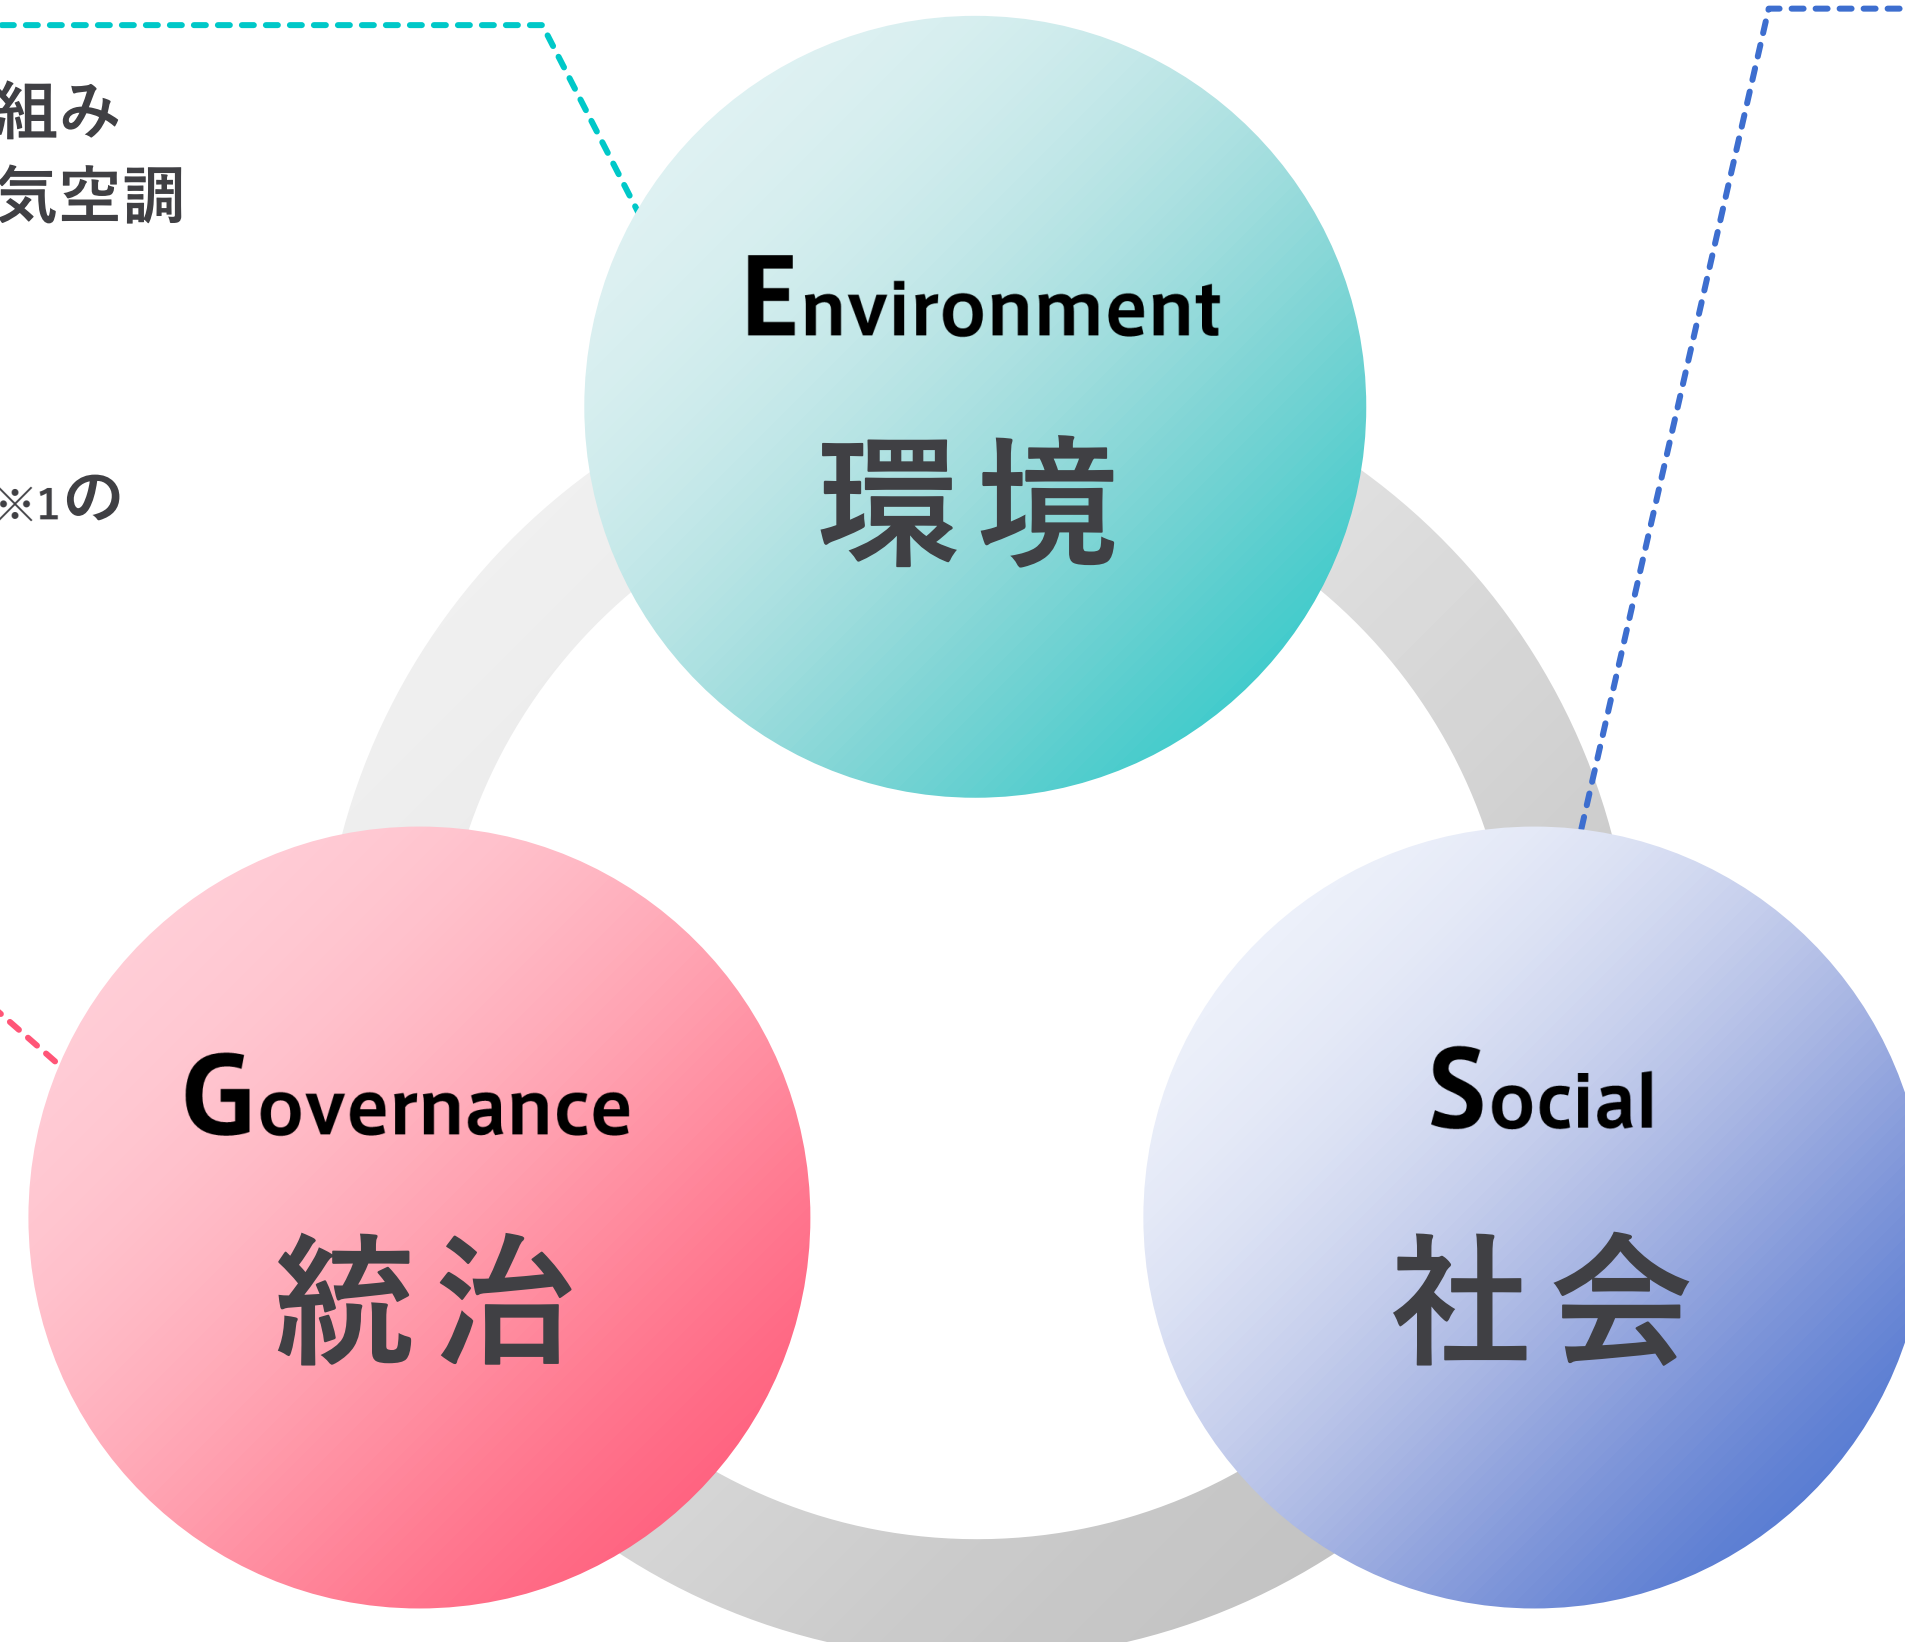 組み
気空調
※1の
Environment
環境
Governance
統治
Social
社会